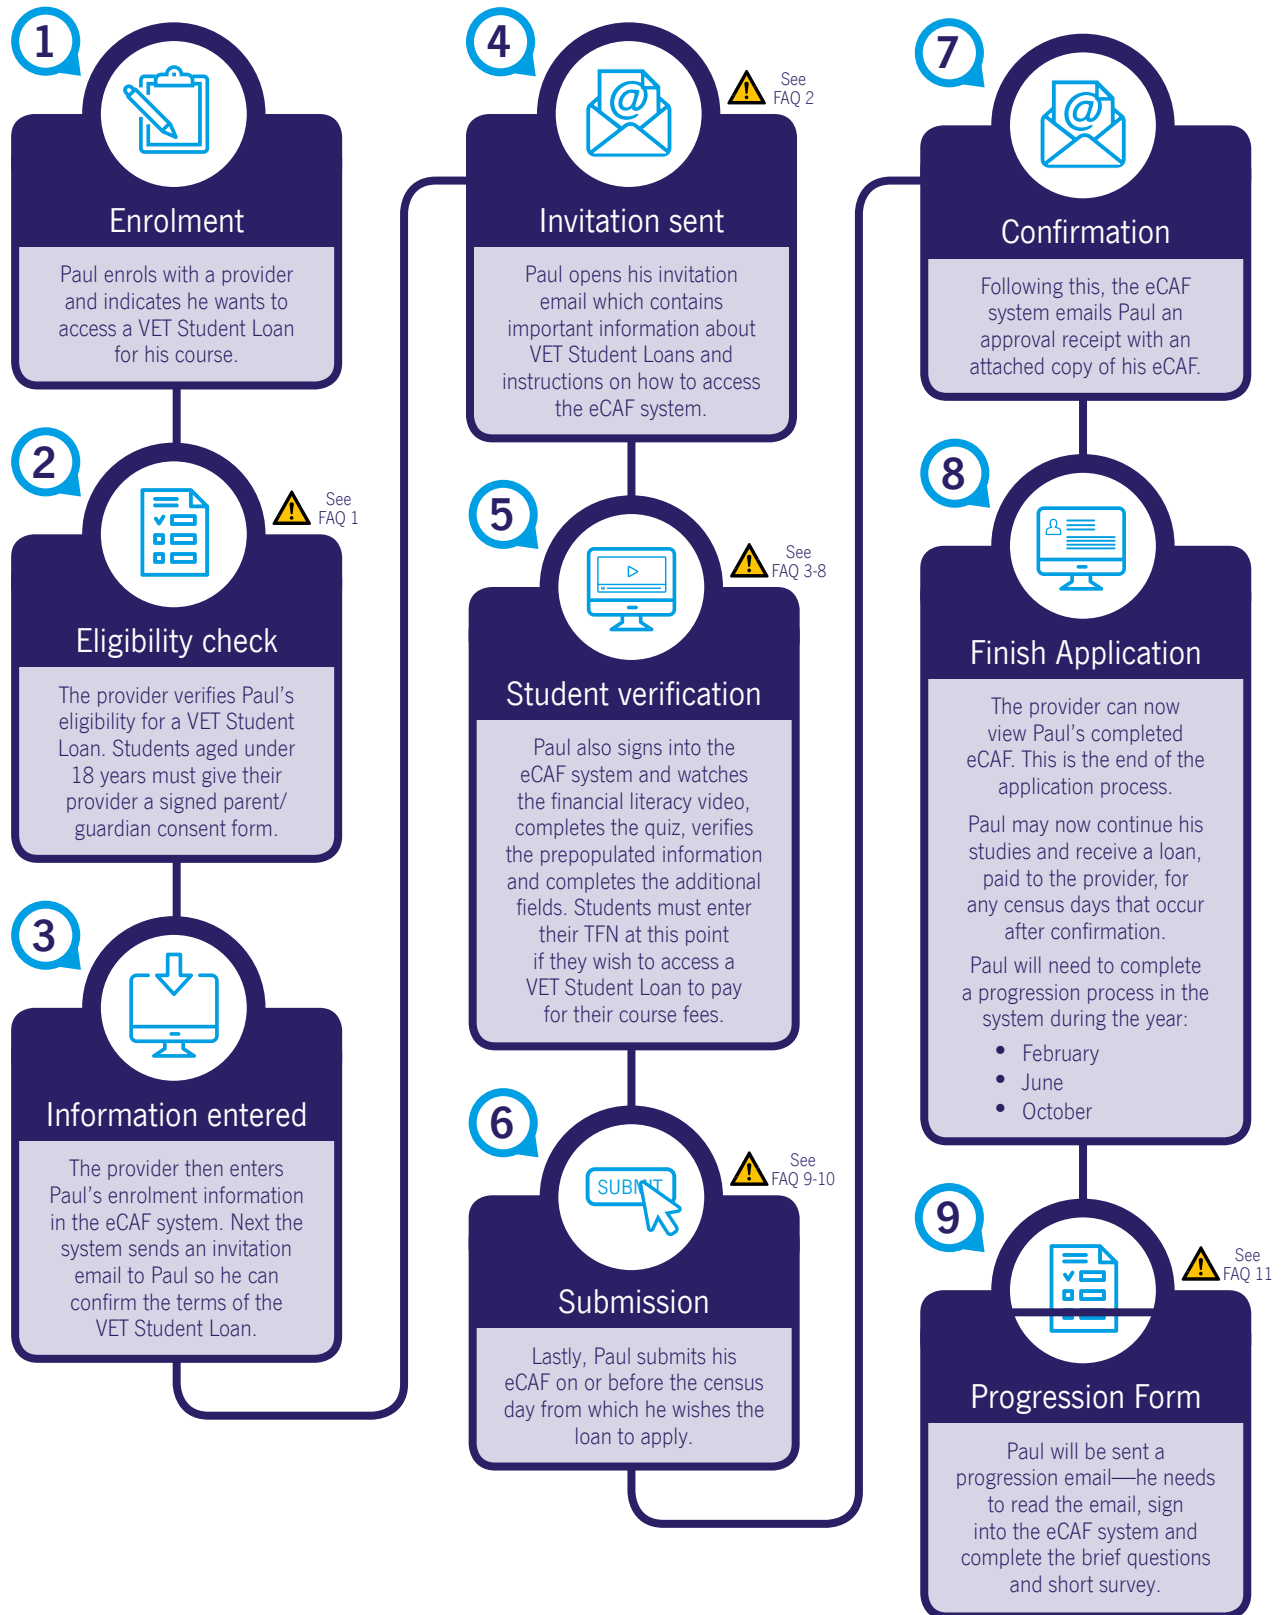 1
Enrolment
Paul enrols with a provider
and indicates he wants to
access a VET Student Loan
for his course.
2
See
FAQ 1
Eligibility check
The provider verifies Paul's
eligibility for a VET Student
Loan. Students aged under
18 years must give their
provider a signed parent/
guardian consent form.
3
Information entered
The provider then enters
Paul's enrolment information
in the eCAF system. Next the
system sends an invitation
email to Paul so he can
confirm the terms of the
VET Student Loan.
4
@
See
FAQ 2
Invitation sent
Paul opens his invitation
email which contains
important information about
VET Student Loans and
instructions on how to access
the eCAF system.
5
See
FAQ 3-8
Student verification
Paul also signs into the
eCAF system and watches
the financial literacy video,
completes the quiz, verifies
the prepopulated information
and completes the additional
fields. Students must enter
their TFN at this point
if they wish to access a
VET Student Loan to pay
for their course fees.
6
SUBMIT
See
FAQ 9-10
Submission
Lastly, Paul submits his
eCAF on or before the census
day from which he wishes the
loan to apply.
7
@
Confirmation
Following this, the eCAF
system emails Paul an
approval receipt with an
attached copy of his eCAF.
8
Finish Application
The provider can now
view Paul's completed
eCAF. This is the end of the
application process.
Paul may now continue his
studies and receive a loan,
paid to the provider, for
any census days that occur
after confirmation.
Paul will need to complete
a progression process in the
system during the year:
• February
• June
• October
9
See
FAQ 11
Progression Form
Paul will be sent a
progression email—he needs
to read the email, sign
into the eCAF system and
complete the brief questions
and short survey.